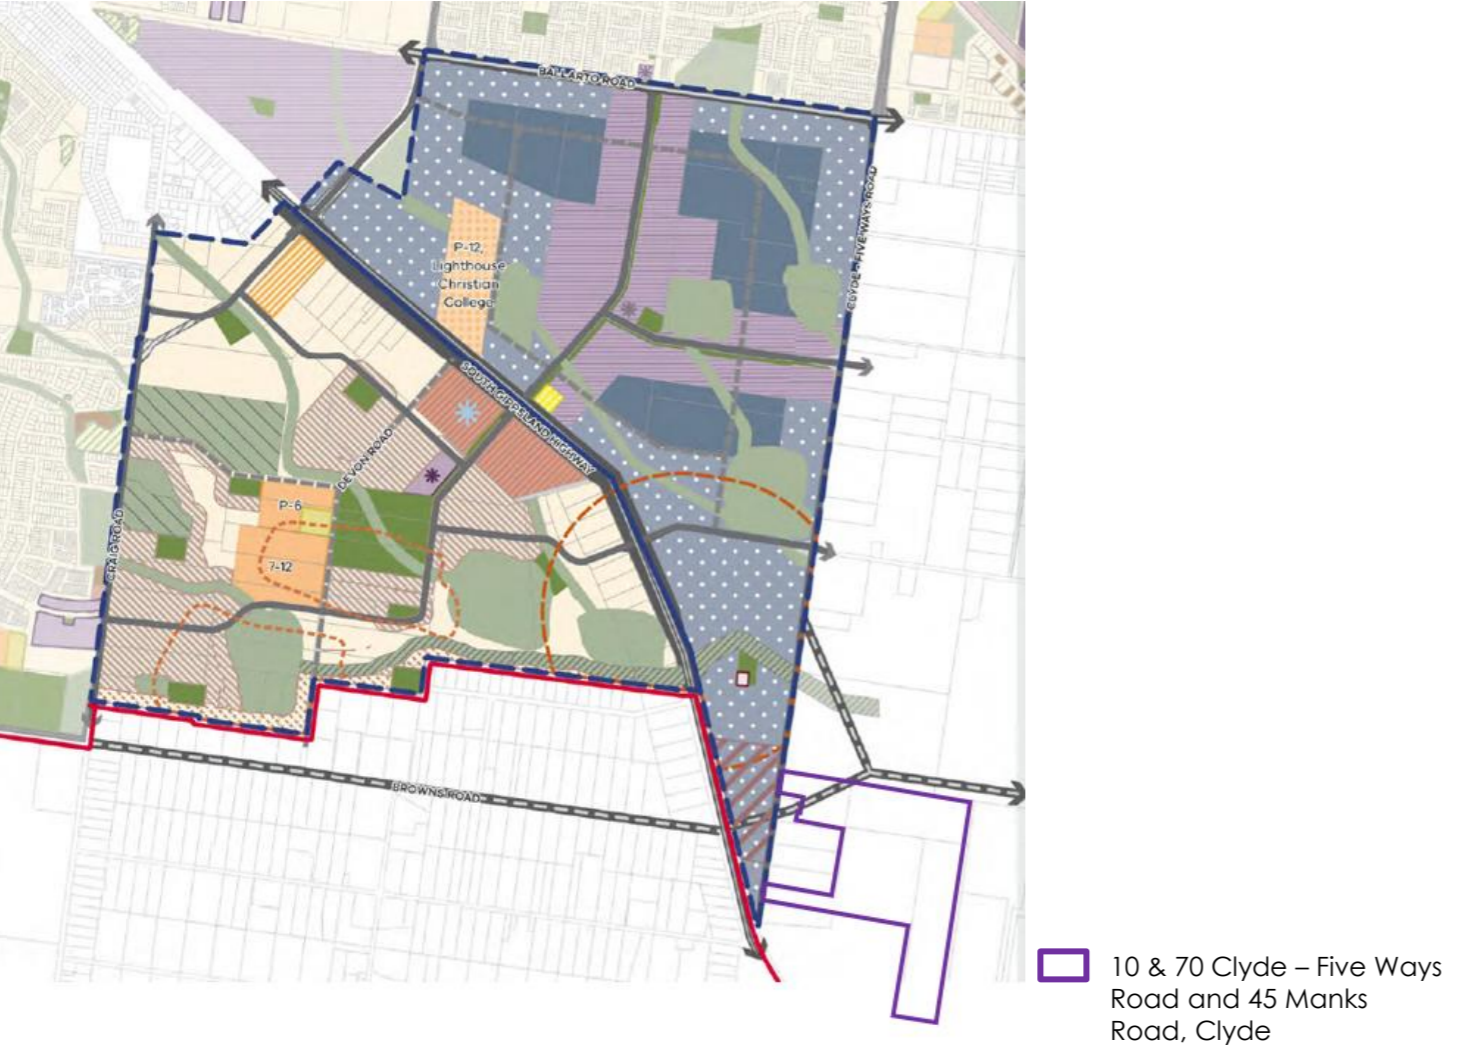 BALLARTO ROAD
CLYDE - FIVE WAYS ROAD
P-12,
Lighthouse
Christian
College
SOUTH GIPPSLAND HIGHWAY
DEVON ROAD
P-6
7-12
CRAIG ROAD
BROWNS ROAD
10 & 70 Clyde – Five Ways
Road and 45 Manks
Road, Clyde